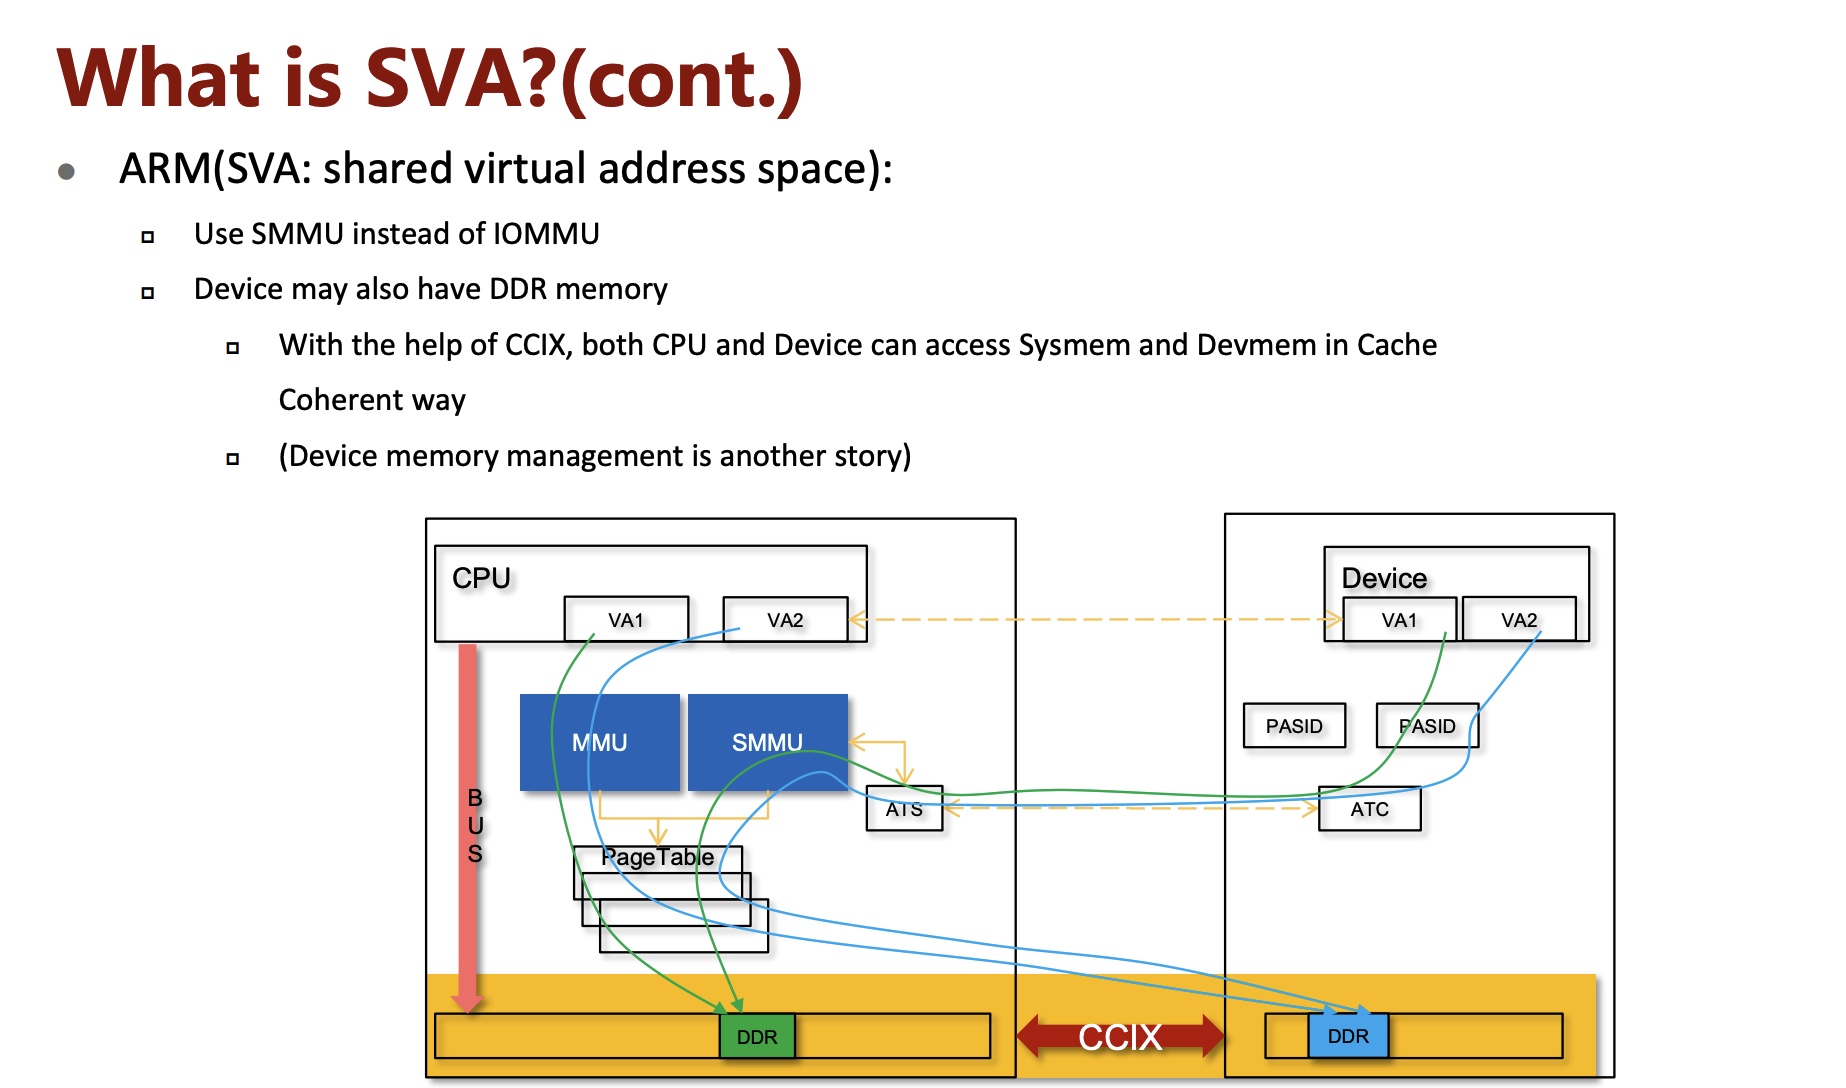 What is SVA?(cont.)
ARM(SVA: shared virtual address space):
Use SMMU instead of IOMMU
Device may also have DDR memory
With the help of CCIX, both CPU and Device can access Sysmem and Devmem in Cache
Coherent way
(Device memory management is another story)
CPU
VA1
VA2
Device
VA1
VA2
MMU
SMMU
PASID
PASID
BUS
ATS
ATC
PageTable
DDR
CCIX
DDR